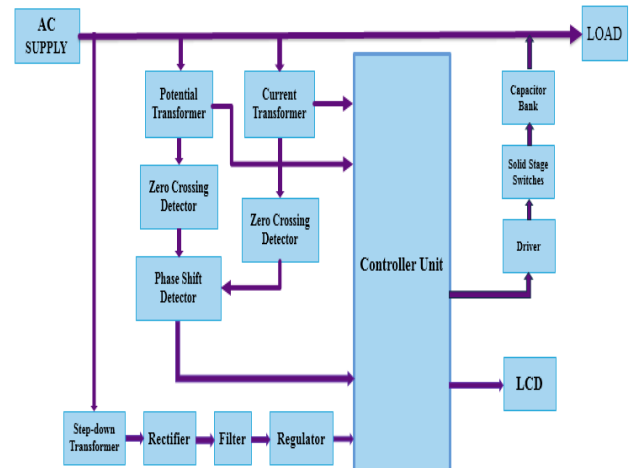 AC
SUPPLY
LOAD
Potential
Transformer
Current
Transformer
Capacitor
Bank
Zero Crossing
Detector
Solid Stage
Switches
Zero Crossing
Detector
Driver
Phase Shift
Detector
Controller Unit
LCD
Step-down
Transformer
Rectifier
Filter
Regulator